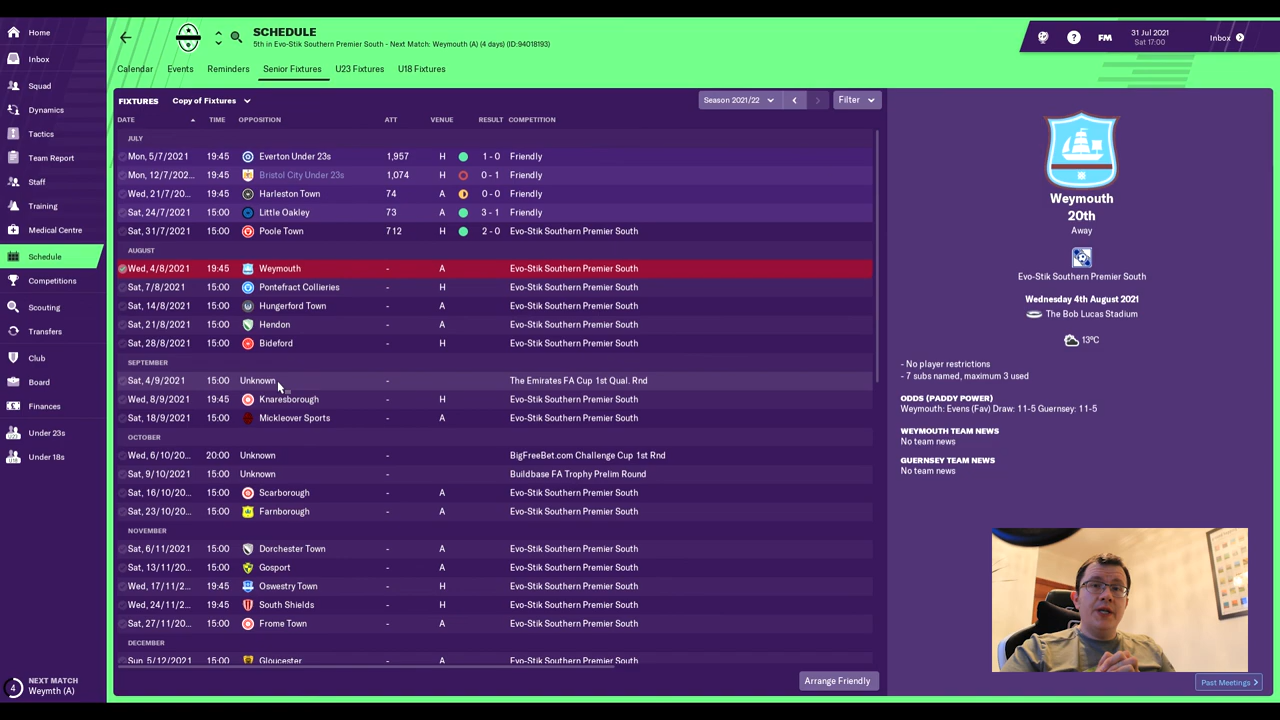 Home
Inbox
Squad
Dynamics
Tactics
Team Report
Staff
Training
Medical Centre
Schedule
Competitions
Scouting
Transfers
Club
Board
Finances
U23
Under 23s
U18
Under 18s
4
NEXT MATCH
Weymth (A)
SCHEDULE
5th in Evo-Stik Southern Premier South - Next Match: Weymouth (A) (4 days) (ID:94018193)
? FM 31 Jul 2021 Sat 17:00 Inbox
Calendar Events Reminders Senior Fixtures U23 Fixtures U18 Fixtures
FIXTURES Copy of Fixtures Season 2021/22 Filter
DATE TIME OPPOSITION ATT VENUE RESULT COMPETITION
JULY
Mon, 5/7/2021 19:45 Everton Under 23s 1,957 H 1 - 0 Friendly
Mon, 12/7/202... 19:45 Bristol City Under 23s 1,074 H 0 - 1 Friendly
Wed, 21/7/20... 19:45 Harleston Town 74 A 0 - 0 Friendly
Sat, 24/7/2021 15:00 Little Oakley 73 A 3 - 1 Friendly
Sat, 31/7/2021 15:00 Poole Town 712 H 2 - 0 Evo-Stik Southern Premier South
AUGUST
Wed, 4/8/2021 19:45 Weymouth - A Evo-Stik Southern Premier South
Sat, 7/8/2021 15:00 Pontefract Collieries - H Evo-Stik Southern Premier South
Sat, 14/8/2021 15:00 Hungerford Town - A Evo-Stik Southern Premier South
Sat, 21/8/2021 15:00 Hendon - A Evo-Stik Southern Premier South
Sat, 28/8/2021 15:00 Bideford - H Evo-Stik Southern Premier South
SEPTEMBER
Sat, 4/9/2021 15:00 Unknown - The Emirates FA Cup 1st Qual. Rnd
Wed, 8/9/2021 19:45 Knaresborough - H Evo-Stik Southern Premier South
Sat, 18/9/2021 15:00 Mickleover Sports - A Evo-Stik Southern Premier South
OCTOBER
Wed, 6/10/20... 20:00 Unknown - BigFreeBet.com Challenge Cup 1st Rnd
Sat, 9/10/2021 15:00 Unknown - Buildbase FA Trophy Prelim Round
Sat, 16/10/20... 15:00 Scarborough - A Evo-Stik Southern Premier South
Sat, 23/10/20... 15:00 Farnborough - A Evo-Stik Southern Premier South
NOVEMBER
Sat, 6/11/2021 15:00 Dorchester Town - A Evo-Stik Southern Premier South
Sat, 13/11/20... 15:00 Gosport - A Evo-Stik Southern Premier South
Wed, 17/11/2... 19:45 Oswestry Town - H Evo-Stik Southern Premier South
Wed, 24/11/2... 19:45 South Shields - H Evo-Stik Southern Premier South
Sat, 27/11/20... 15:00 Frome Town - A Evo-Stik Southern Premier South
DECEMBER
Sun, 5/12/2021 15:00 Gloucester - A Evo-Stik Southern Premier South
Arrange Friendly
Weymouth
20th
Away
Evo-Stik Southern Premier South
Wednesday 4th August 2021
The Bob Lucas Stadium
13°C
- No player restrictions
- 7 subs named, maximum 3 used
ODDS (PADDY POWER)
Weymouth: Evens (Fav) Draw: 11-5 Guernsey: 11-5
WEYMOUTH TEAM NEWS
No team news
GUERNSEY TEAM NEWS
No team news
Past Meetings